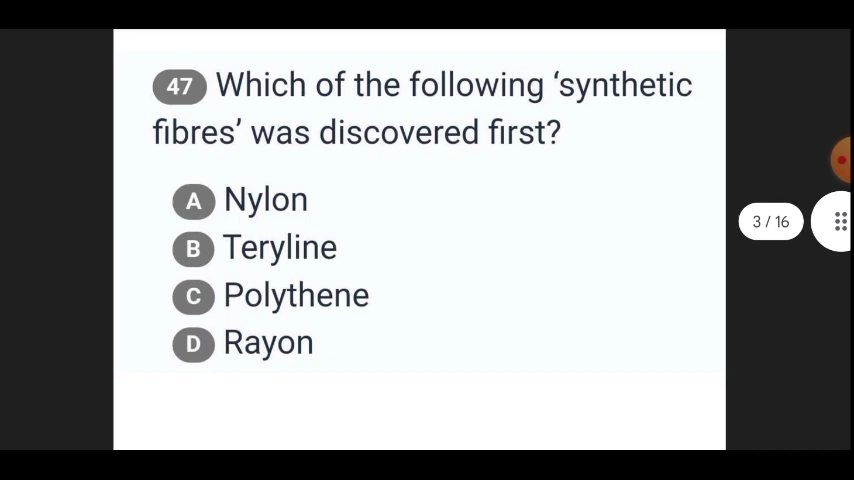 47 Which of the following ‘synthetic
fibres’ was discovered first?
A Nylon
B Teryline
C Polythene
D Rayon
3 / 16